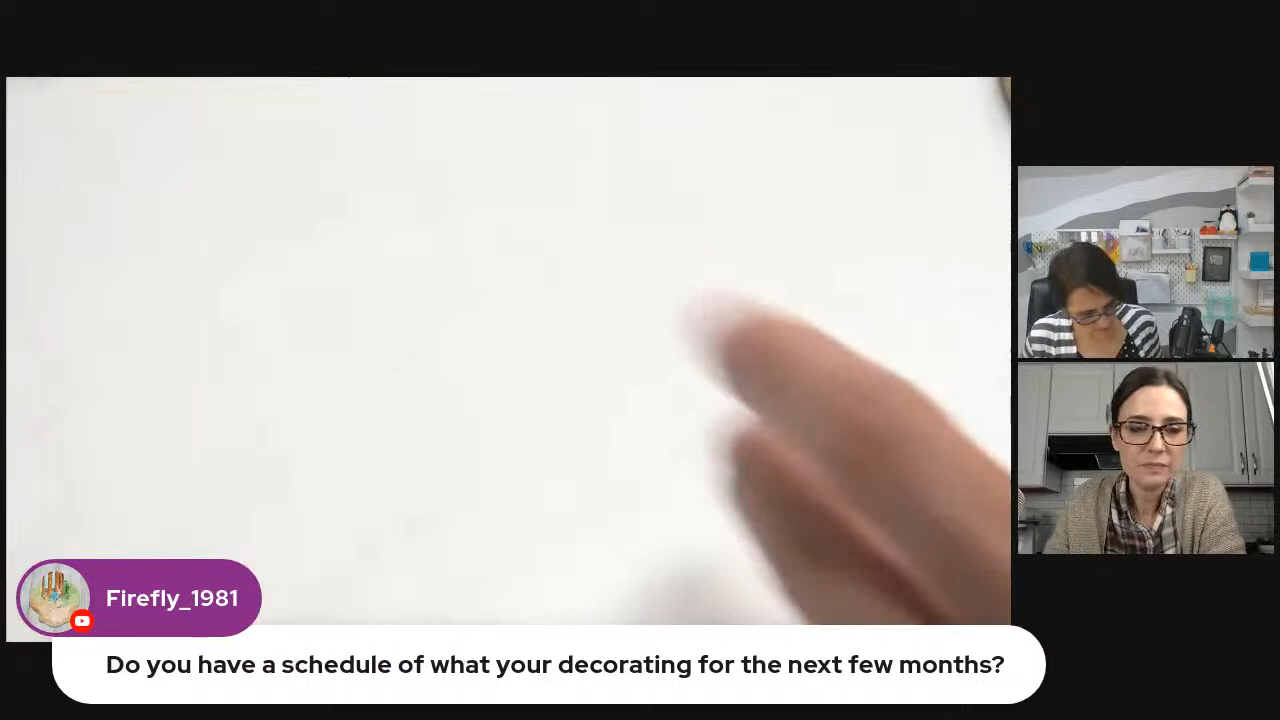 Firefly_1981
Do you have a schedule of what your decorating for the next few months?